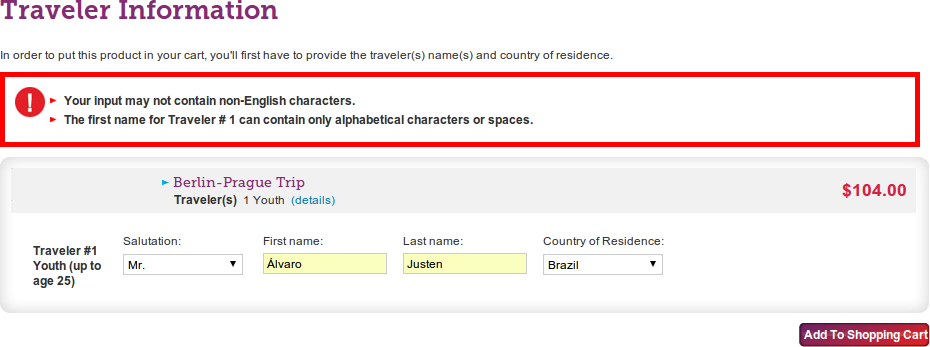 Traveler Information
In order to put this product in your cart, you'll first have to provide the traveler(s) name(s) and country of residence.
Your input may not contain non-English characters.
The first name for Traveler # 1 can contain only alphabetical characters or spaces.
Berlin-Prague Trip
$104.00
Traveler(s) 1 Youth (details)
Traveler #1
Youth (up to
age 25)
Salutation: First name: Last name: Country of Residence:
Mr. Álvaro Justen Brazil
Add To Shopping Cart